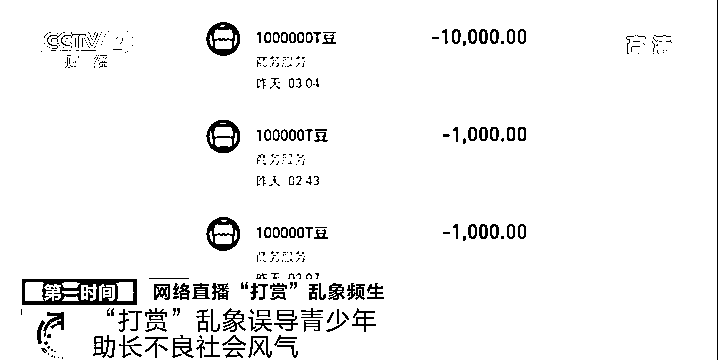 CCTV 2
财经
高清
1000000T豆 -10,000.00
商务服务
昨天 03:04
100000T豆 -1,000.00
商务服务
昨天 02:43
100000T豆 -1,000.00
商务服务
第一时间 网络直播“打赏”乱象频生
“打赏”乱象误导青少年
助长不良社会风气